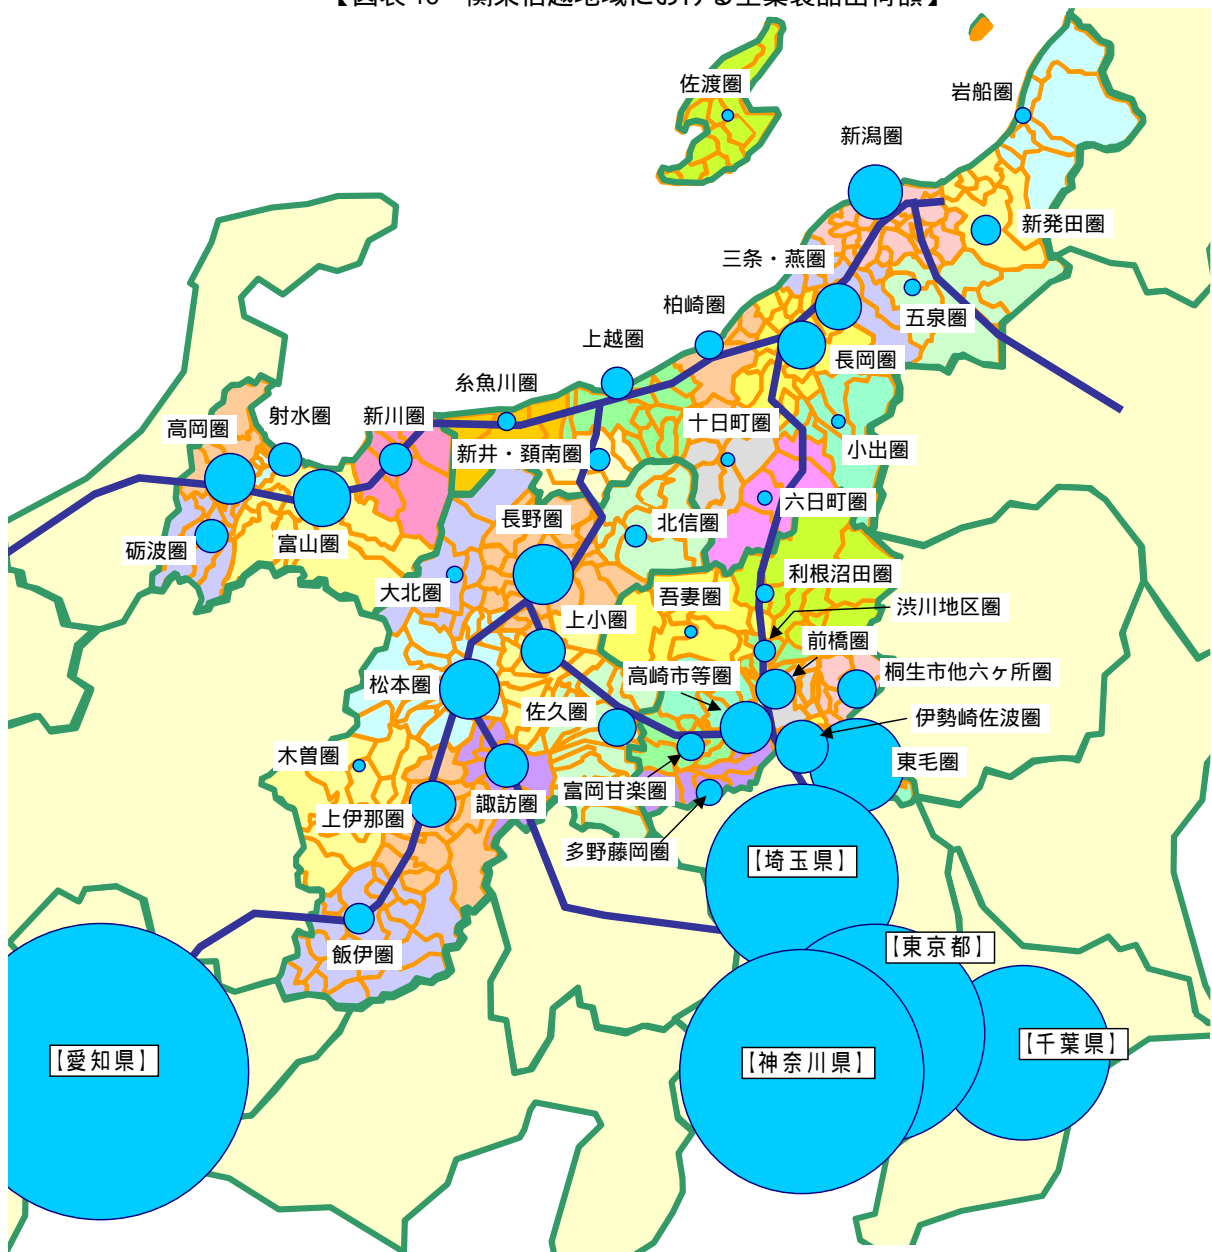 佐渡圏
岩船圏
新潟圏
新発田圏
三条・燕圏
柏崎圏
五泉圏
上越圏
長岡圏
糸魚川圏
射水圏
新川圏
高岡圏
十日町圏
小出圏
新井・頚南圏
六日町圏
長野圏
北信圏
砺波圏
富山圏
大北圏
利根沼田圏
吾妻圏
渋川地区圏
上小圏
前橋圏
高崎市等圏
桐生市他六ヶ所圏
松本圏
佐久圏
伊勢崎佐波圏
木曽圏
東毛圏
富岡甘楽圏
諏訪圏
上伊那圏
多野藤岡圏
【埼玉県】
【東京都】
飯伊圏
【千葉県】
【愛知県】
【神奈川県】